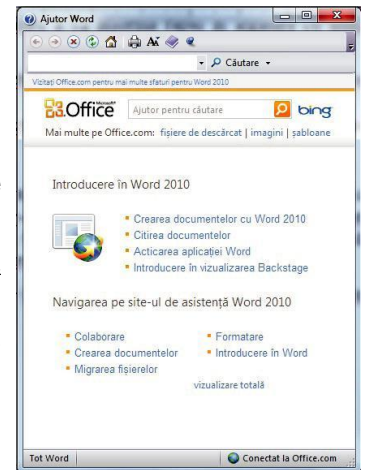 Ajutor Word
Căutare
Vizitați Office.com pentru mai multe sfaturi pentru Word 2010
Microsoft
Office Ajutor pentru căutare bing
Mai multe pe Office.com: fișiere de descărcat | imagini | șabloane
Introducere în Word 2010
Crearea documentelor cu Word 2010
Citirea documentelor
Acticarea aplicației Word
Introducere în vizualizarea Backstage
Navigarea pe site-ul de asistență Word 2010
Colaborare
Crearea documentelor
Migrarea fișierelor
Formatare
Introducere în Word
vizualizare totală
Tot Word Conectat la Office.com